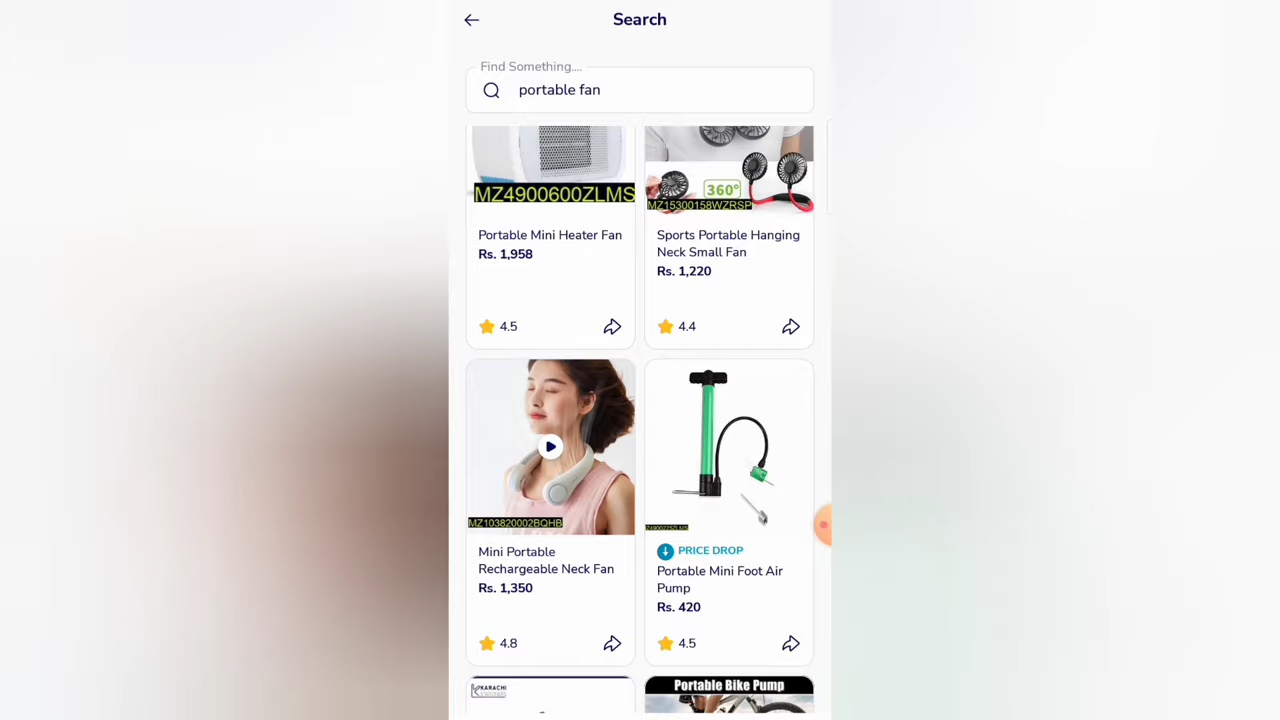 Search
Find Something....
portable fan
MZ4900600ZLMS
360°
MZ15300158WZRSP
Portable Mini Heater Fan
Rs. 1,958
4.5
Sports Portable Hanging
Neck Small Fan
Rs. 1,220
4.4
MZ103820002BQHB
Mini Portable
Rechargeable Neck Fan
Rs. 1,350
4.8
PRICE DROP
Portable Mini Foot Air
Pump
Rs. 420
4.5
KARACHI
Portable Bike Pump